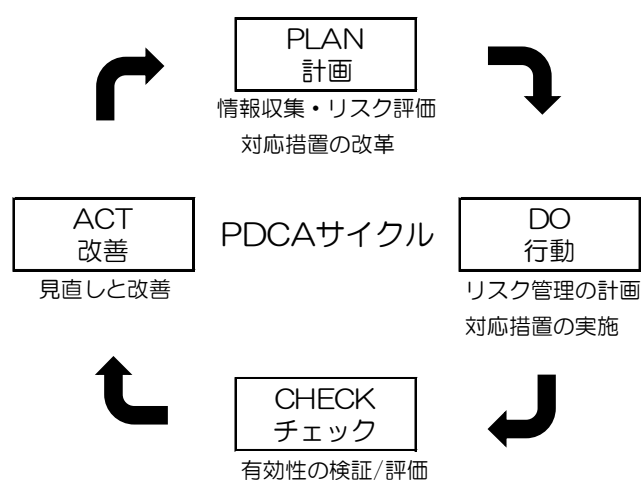 PLAN
計画
情報収集・リスク評価
対応措置の改革
ACT
改善
見直しと改善
PDCAサイクル
DO
行動
リスク管理の計画
対応措置の実施
CHECK
チェック
有効性の検証/評価